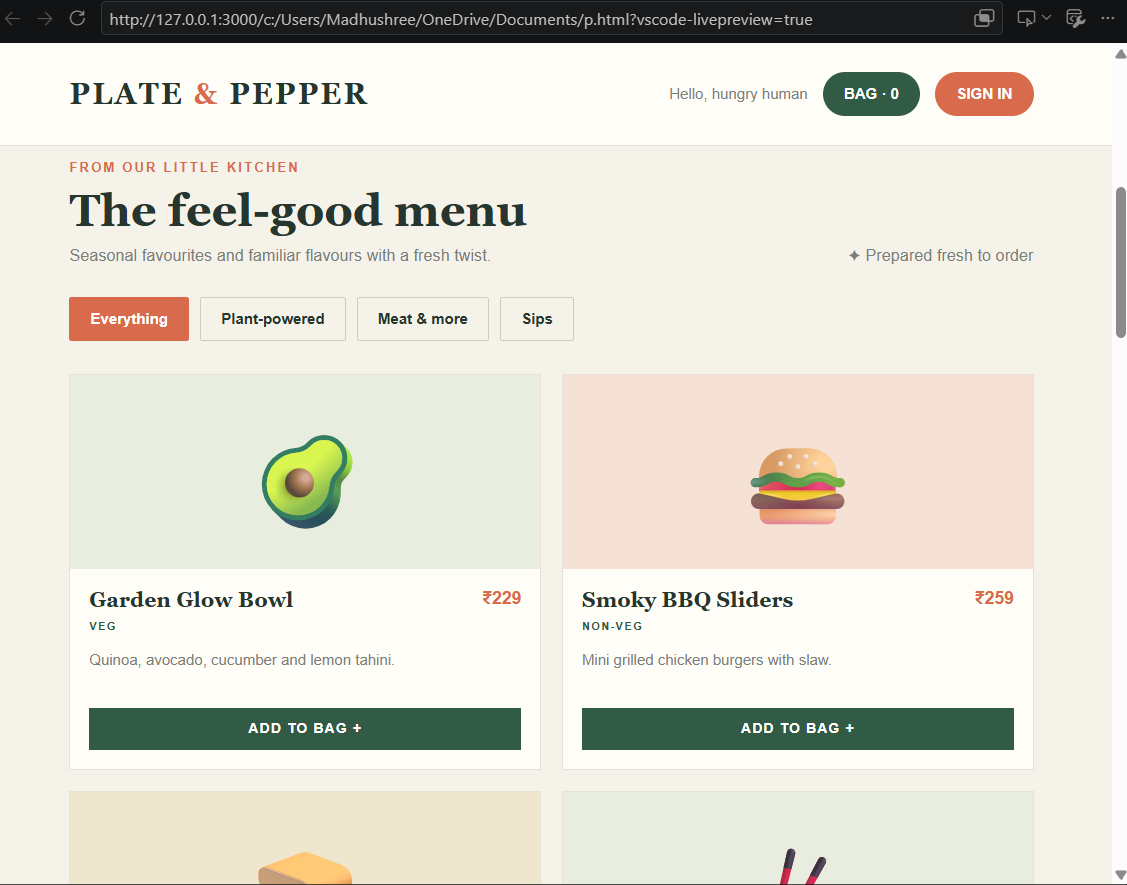 http://127.0.0.1:3000/c:/Users/Madhushree/OneDrive/Documents/p.html?vscode-livepreview=true
PLATE & PEPPER
Hello, hungry human
BAG · 0
SIGN IN
FROM OUR LITTLE KITCHEN
The feel-good menu
Seasonal favourites and familiar flavours with a fresh twist.
✦ Prepared fresh to order
Everything
Plant-powered
Meat & more
Sips
Garden Glow Bowl
₹229
VEG
Quinoa, avocado, cucumber and lemon tahini.
ADD TO BAG +
Smoky BBQ Sliders
₹259
NON-VEG
Mini grilled chicken burgers with slaw.
ADD TO BAG +